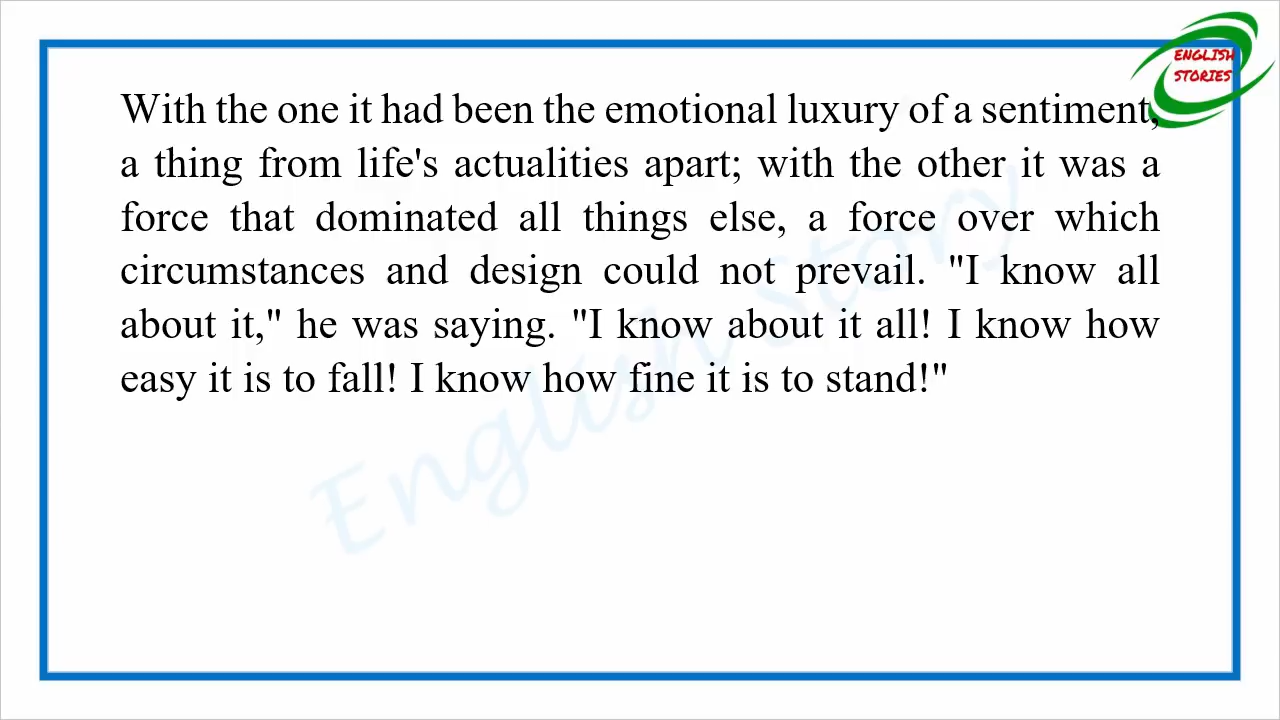 ENGLISH
STORIES
With the one it had been the emotional luxury of a sentiment,
a thing from life's actualities apart; with the other it was a
force that dominated all things else, a force over which
circumstances and design could not prevail. "I know all
about it," he was saying. "I know about it all! I know how
easy it is to fall! I know how fine it is to stand!"
English Story